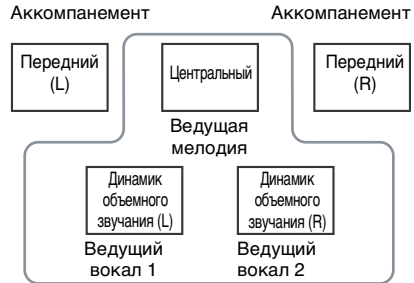 Аккомпанемент Аккомпанемент
Передний
(L)
Центральный
Передний
(R)
Ведущая
мелодия
Динамик
объемного
звучания (L)
Динамик
объемного
звучания (R)
Ведущий
вокал 1
Ведущий
вокал 2